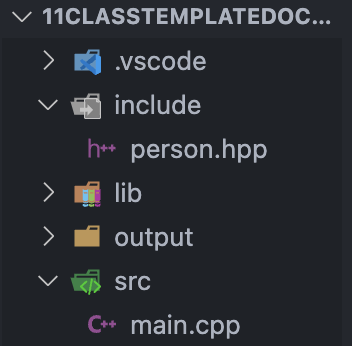 11CLASSTEMPLATEDOC...
.vscode
include
h++ person.hpp
lib
output
src
C++ main.cpp